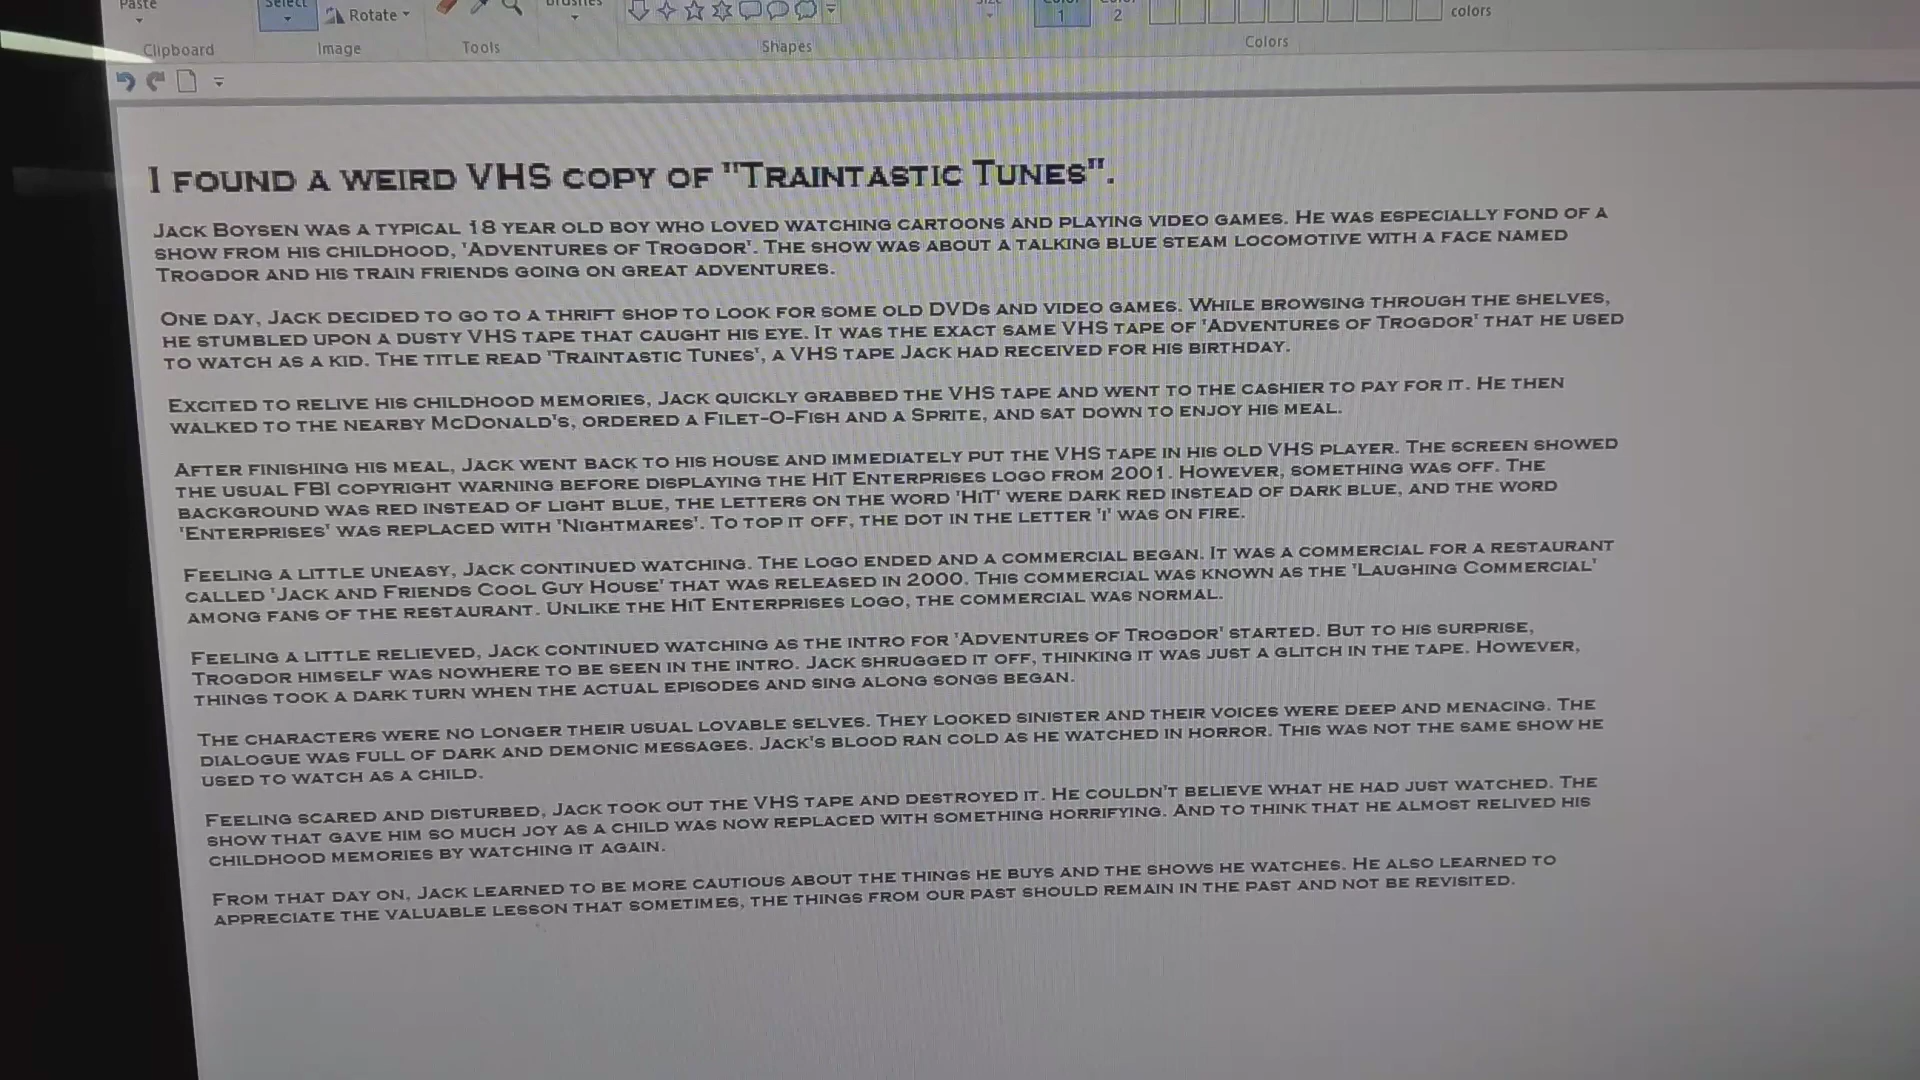 Paste
Select
Rotate
Brushes
Clipboard
Image
Tools
Shapes
1
2
colors
Colors
I found a weird VHS copy of "Traintastic Tunes".
Jack Boysen was a typical 18 year old boy who loved watching cartoons and playing video games. He was especially fond of a
show from his childhood, 'Adventures of Trogdor'. The show was about a talking blue steam locomotive with a face named
Trogdor and his train friends going on great adventures.
One day, Jack decided to go to a thrift shop to look for some old DVDs and video games. While browsing through the shelves,
he stumbled upon a dusty VHS tape that caught his eye. It was the exact same VHS tape of 'Adventures of Trogdor' that he used
to watch as a kid. The title read 'Traintastic Tunes', a VHS tape Jack had received for his birthday.
Excited to relive his childhood memories, Jack quickly grabbed the VHS tape and went to the cashier to pay for it. He then
walked to the nearby McDonald's, ordered a Filet-O-Fish and a Sprite, and sat down to enjoy his meal.
After finishing his meal, Jack went back to his house and immediately put the VHS tape in his old VHS player. The screen showed
the usual FBI copyright warning before displaying the HiT Enterprises logo from 2001. However, something was off. The
background was red instead of light blue, the letters on the word 'HiT' were dark red instead of dark blue, and the word
'Enterprises' was replaced with 'Nightmares'. To top it off, the dot in the letter 'i' was on fire.
Feeling a little uneasy, Jack continued watching. The logo ended and a commercial began. It was a commercial for a restaurant
called 'Jack and Friends Cool Guy House' that was released in 2000. This commercial was known as the 'Laughing Commercial'
among fans of the restaurant. Unlike the HiT Enterprises logo, the commercial was normal.
Feeling a little relieved, Jack continued watching as the intro for 'Adventures of Trogdor' started. But to his surprise,
Trogdor himself was nowhere to be seen in the intro. Jack shrugged it off, thinking it was just a glitch in the tape. However,
things took a dark turn when the actual episodes and sing along songs began.
The characters were no longer their usual lovable selves. They looked sinister and their voices were deep and menacing. The
dialogue was full of dark and demonic messages. Jack's blood ran cold as he watched in horror. This was not the same show he
used to watch as a child.
Feeling scared and disturbed, Jack took out the VHS tape and destroyed it. He couldn't believe what he had just watched. The
show that gave him so much joy as a child was now replaced with something horrifying. And to think that he almost relived his
childhood memories by watching it again.
From that day on, Jack learned to be more cautious about the things he buys and the shows he watches. He also learned to
appreciate the valuable lesson that sometimes, the things from our past should remain in the past and not be revisited.